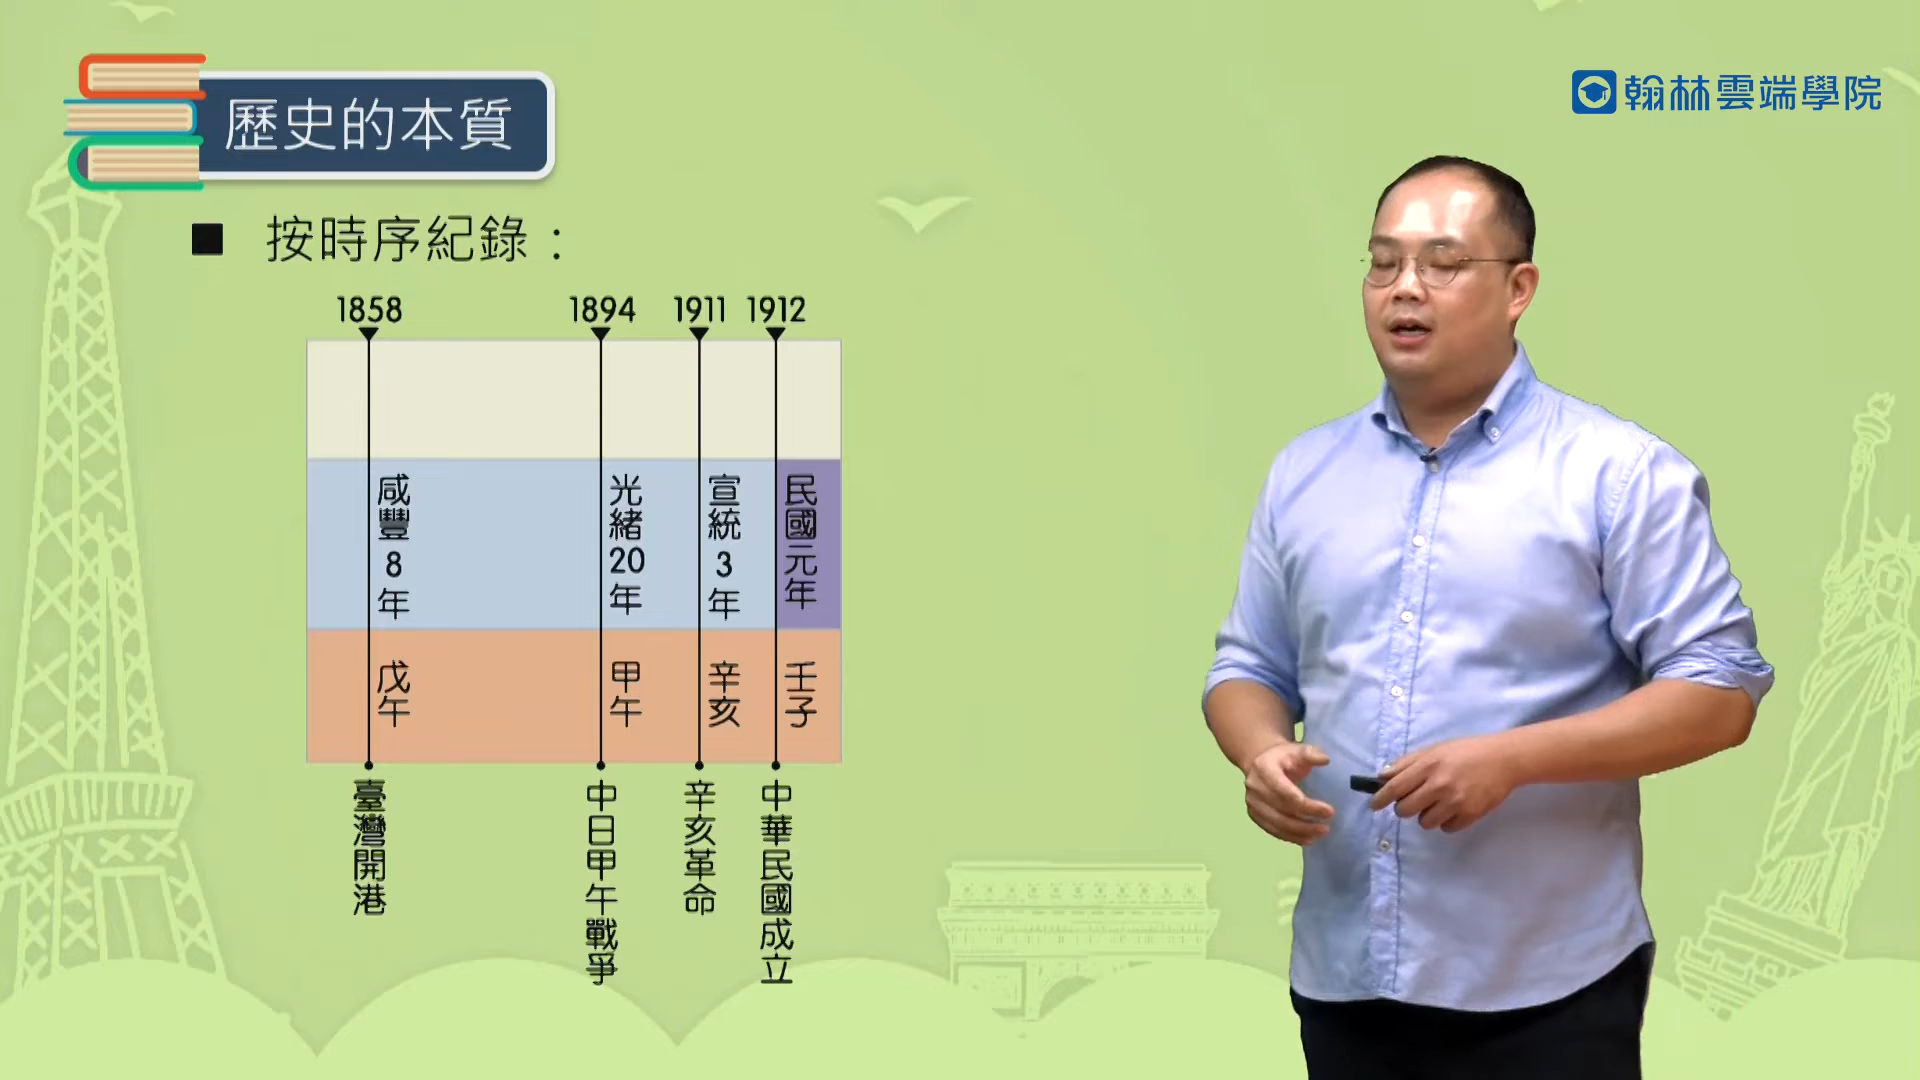 歷史的本質
翰林雲端學院
按時序紀錄：
1858
1894
1911
1912
咸豐8年
光緒20年
宣統3年
民國元年
戊午
甲午
辛亥
壬子
臺灣開港
中日甲午戰爭
辛亥革命
中華民國成立